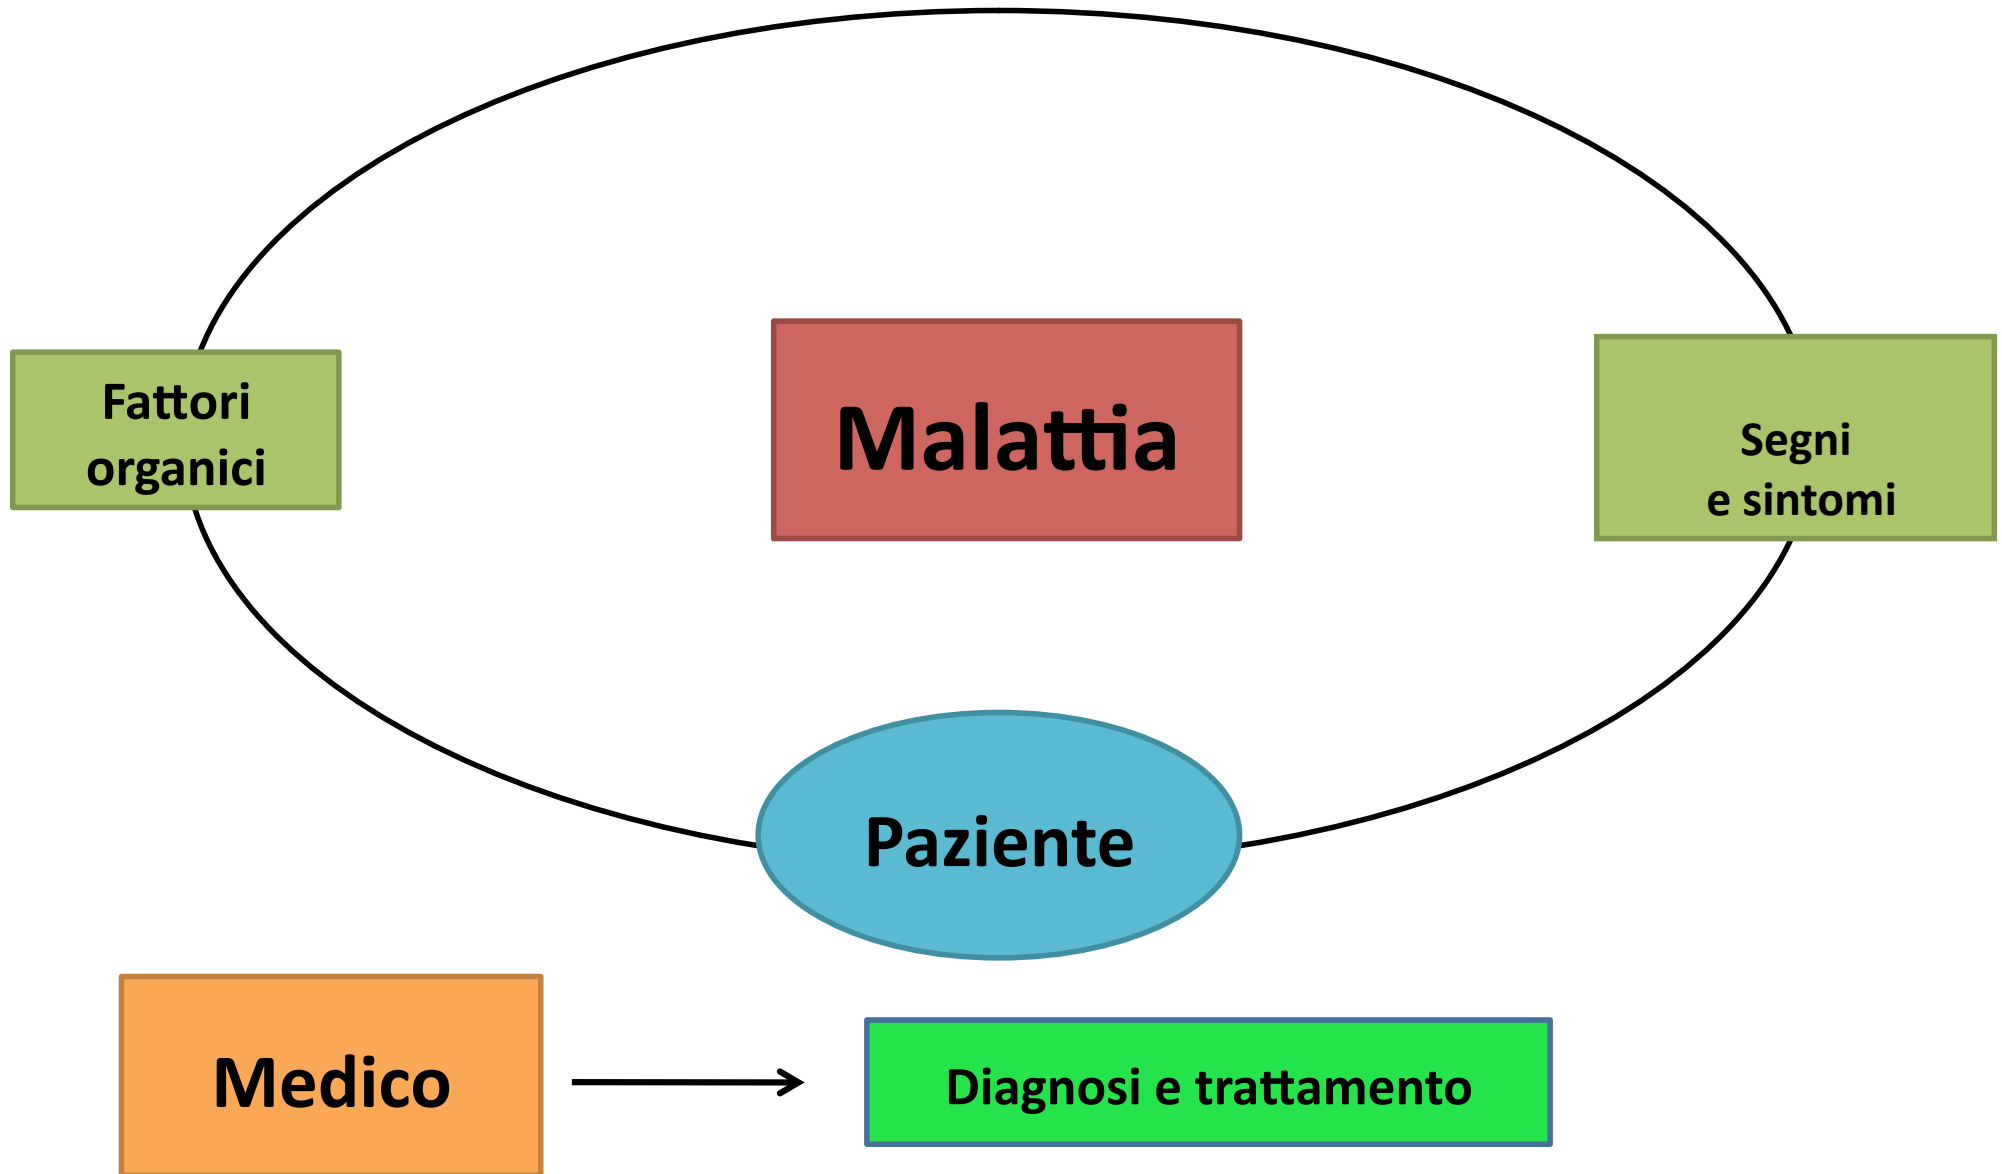 Fattori
organici
Malattia
Segni
e sintomi
Paziente
Medico
Diagnosi e trattamento